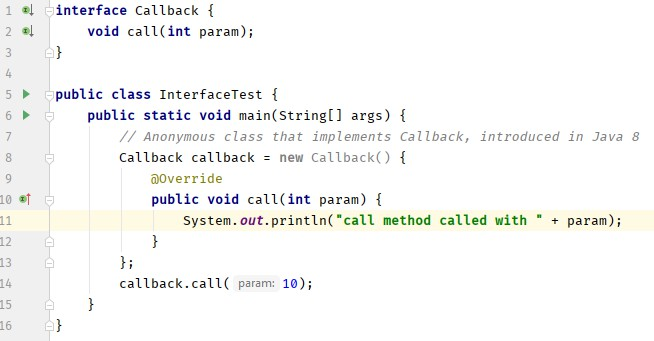 1 interface Callback {
2 void call(int param);
3 }
4
5 public class InterfaceTest {
6 public static void main(String[] args) {
7 // Anonymous class that implements Callback, introduced in Java 8
8 Callback callback = new Callback() {
9 @Override
10 public void call(int param) {
11 System.out.println("call method called with " + param);
12 }
13 };
14 callback.call( param: 10);
15 }
16 }